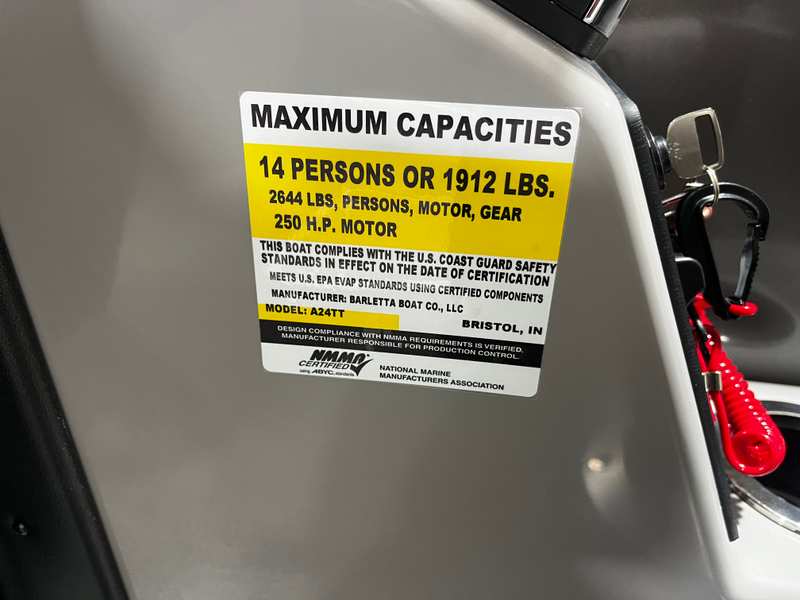 MAXIMUM CAPACITIES
14 PERSONS OR 1912 LBS.
2644 LBS, PERSONS, MOTOR, GEAR
250 H.P. MOTOR
THIS BOAT COMPLIES WITH THE U.S. COAST GUARD SAFETY
STANDARDS IN EFFECT ON THE DATE OF CERTIFICATION
MEETS U.S. EPA EVAP STANDARDS USING CERTIFIED COMPONENTS
MANUFACTURER: BARLETTA BOAT CO., LLC
MODEL: A24TT
BRISTOL, IN
DESIGN COMPLIANCE WITH NMMA REQUIREMENTS IS VERIFIED.
MANUFACTURER RESPONSIBLE FOR PRODUCTION CONTROL.
NMMA
CERTIFIED
using ABYC standards
NATIONAL MARINE
MANUFACTURERS ASSOCIATION